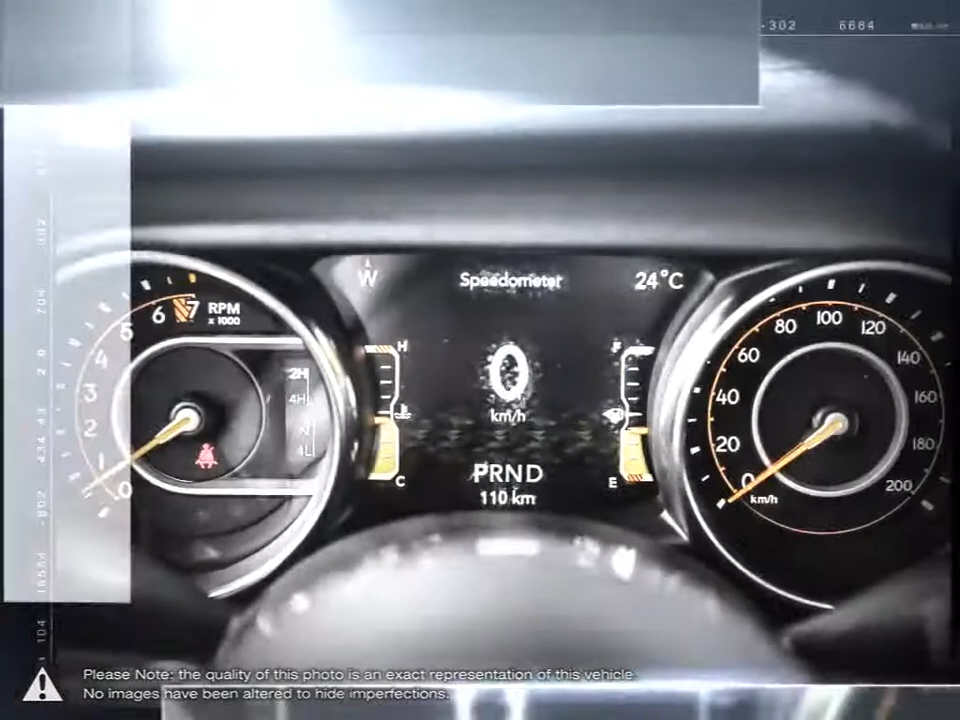 -302 6684
W Speedometer 24°C
7 RPM
6 x 1000
5
4
3
2
1
0
2H
4H
N
4L
H
C
0
km/h
F
E
PRND
110 km
0 20 40 60 80 100 120 140 160 180 200
km/h
Please Note: the quality of this photo is an exact representation of this vehicle.
No images have been altered to hide imperfections.